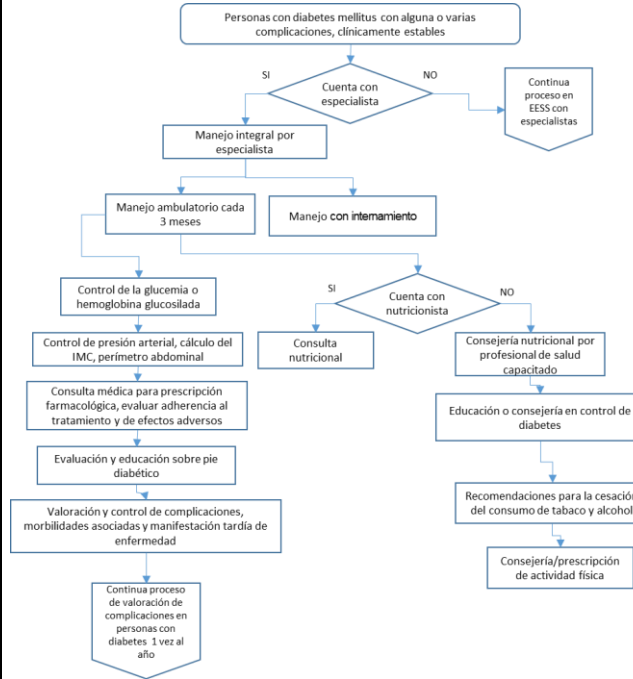 Personas con diabetes mellitus con alguna o varias
complicaciones, clínicamente estables
SI
NO
Cuenta con
especialista
Continua
proceso en
EESS con
especialistas
Manejo integral por
especialista
Manejo ambulatorio cada
3 meses
Manejo con internamiento
Control de la glucemia o
hemoglobina glucosilada
SI
NO
Cuenta con
nutricionista
Control de presión arterial, cálculo del
IMC, perímetro abdominal
Consulta
nutricional
Consejería nutricional por
profesional de salud
capacitado
Consulta médica para prescripción
farmacológica, evaluar adherencia al
tratamiento y de efectos adversos
Educación o consejería en control de
diabetes
Evaluación y educación sobre pie
diabético
Valoración y control de complicaciones,
morbilidades asociadas y manifestación tardía de
enfermedad
Recomendaciones para la cesación
del consumo de tabaco y alcohol
Consejería/prescripción
de actividad física
Continua proceso
de valoración de
complicaciones en
personas con
diabetes 1 vez al
año